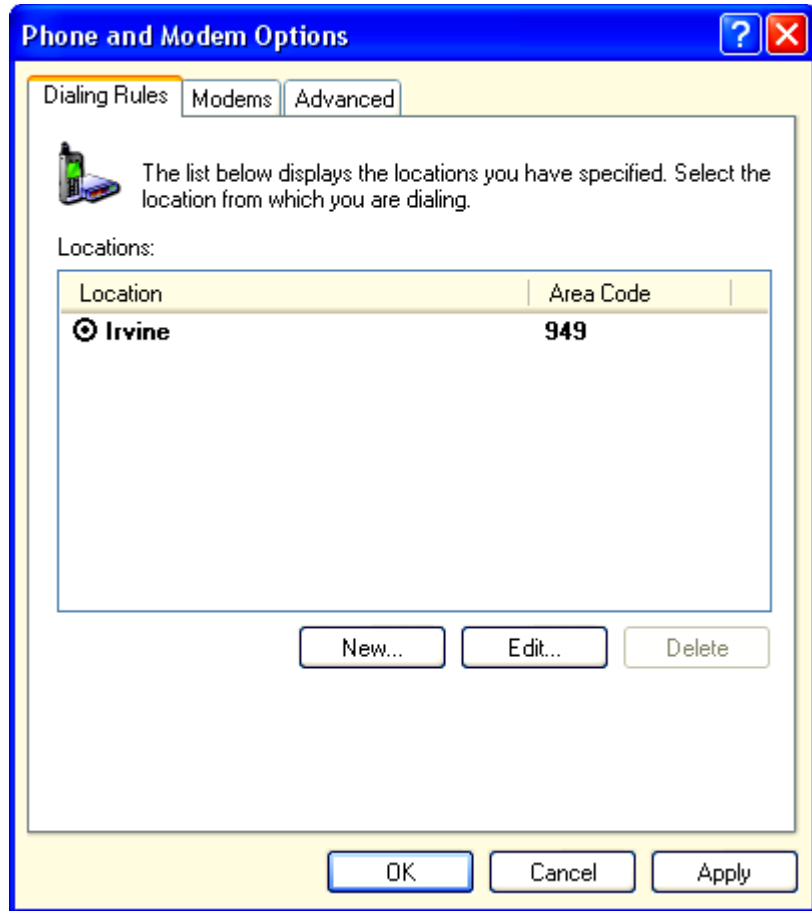 Phone and Modem Options
?
Dialing Rules Modems Advanced
The list below displays the locations you have specified. Select the
location from which you are dialing.
Locations:
Location Area Code
Irvine 949
New... Edit... Delete
OK Cancel Apply